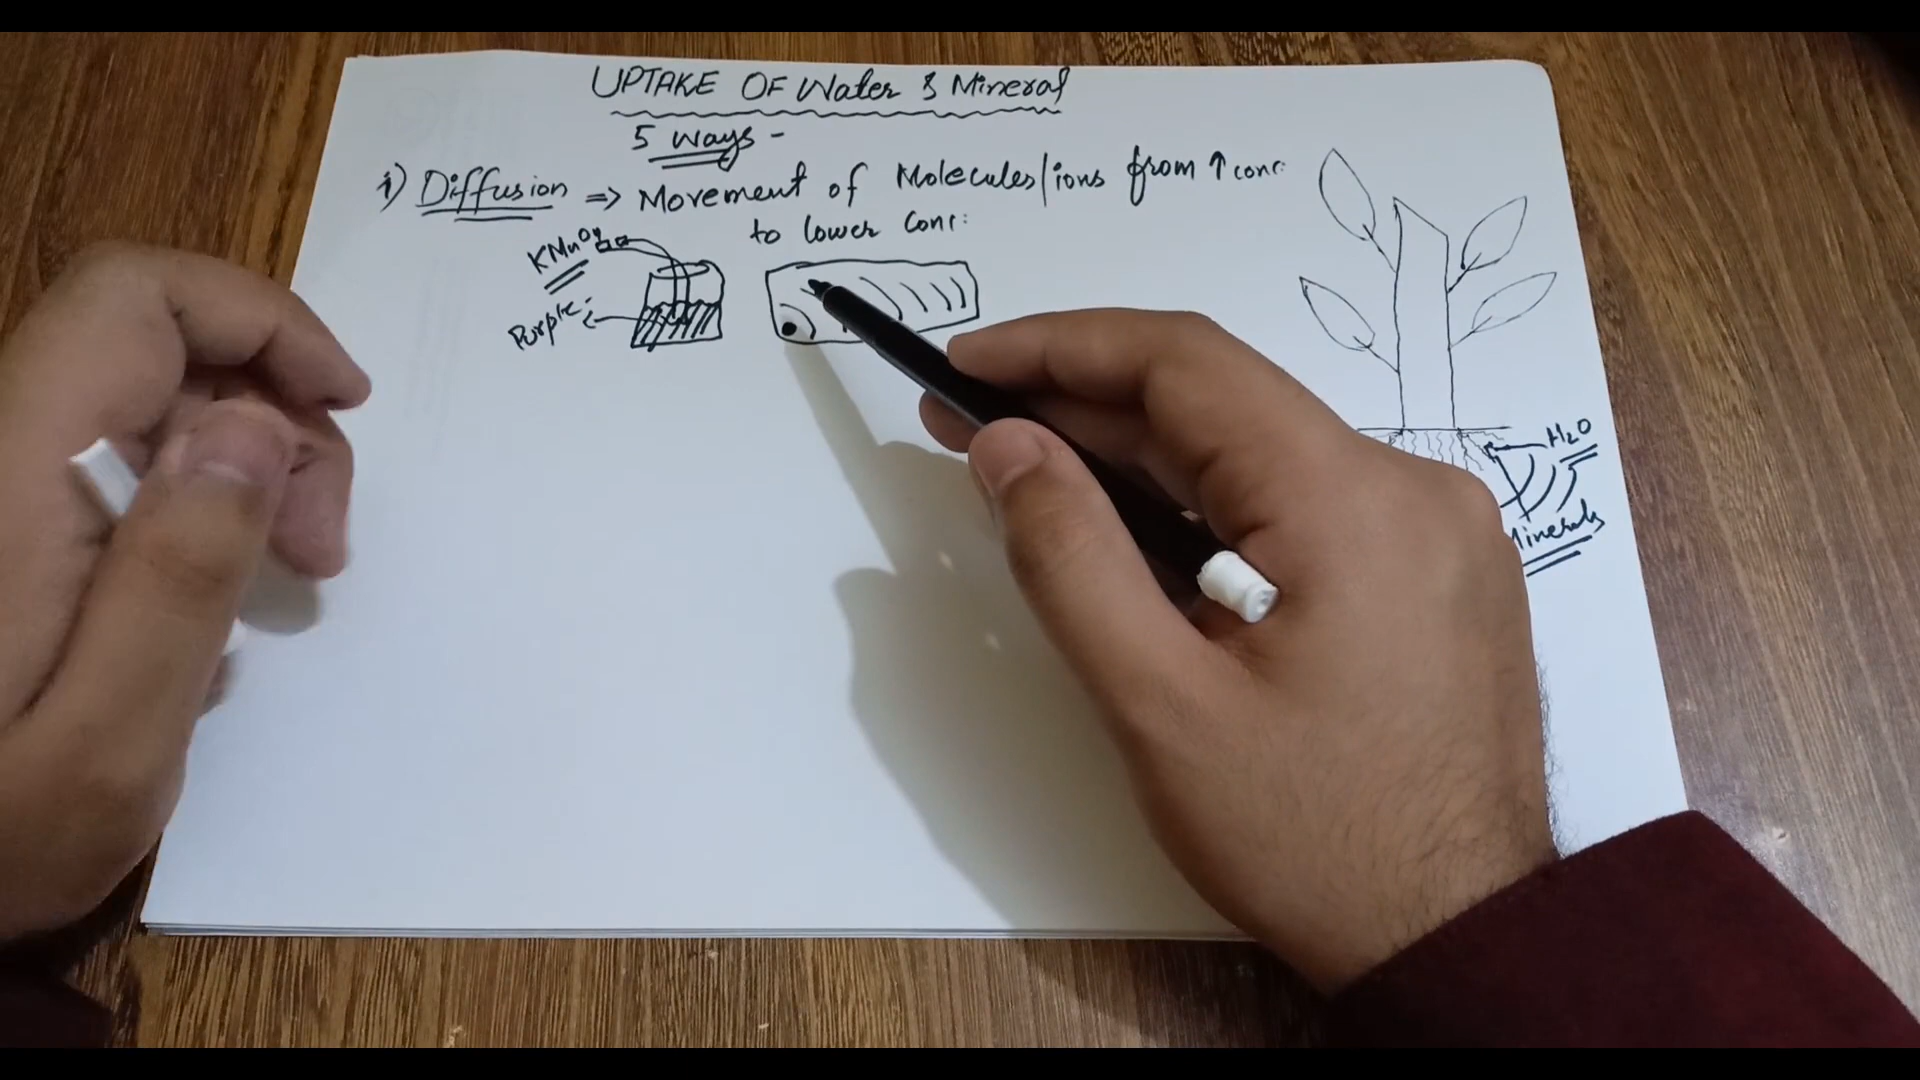 UPTAKE OF Water & Mineral
5 ways -
i) Diffusion => Movement of Molecules/ions from ↑ conc:
to lower conc:
KMnO4
Purple
H2O
Minerals